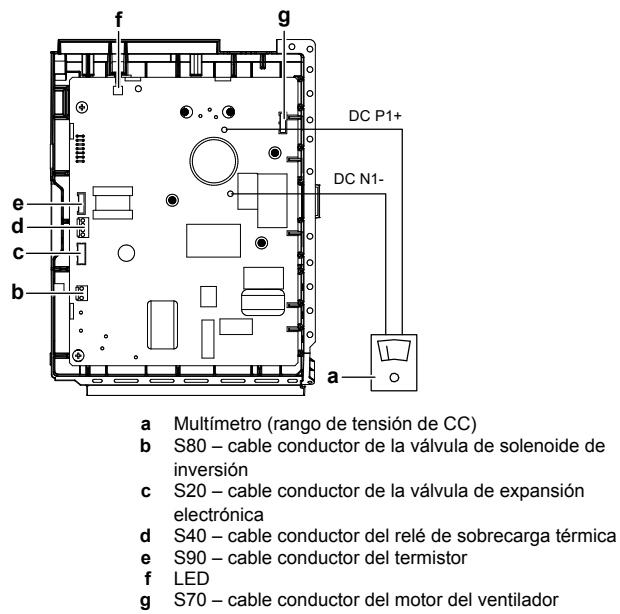 f
g
DC P1+
DC N1-
e
d
c
b
a
a Multímetro (rango de tensión de CC)
b S80 – cable conductor de la válvula de solenoide de
inversión
c S20 – cable conductor de la válvula de expansión
electrónica
d S40 – cable conductor del relé de sobrecarga térmica
e S90 – cable conductor del termistor
f LED
g S70 – cable conductor del motor del ventilador